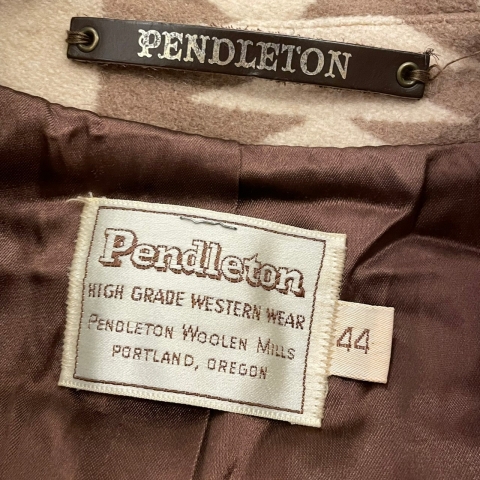 PENDLETON
Pendleton
HIGH GRADE WESTERN WEAR
PENDLETON WOOLEN MILLS
PORTLAND, OREGON
44